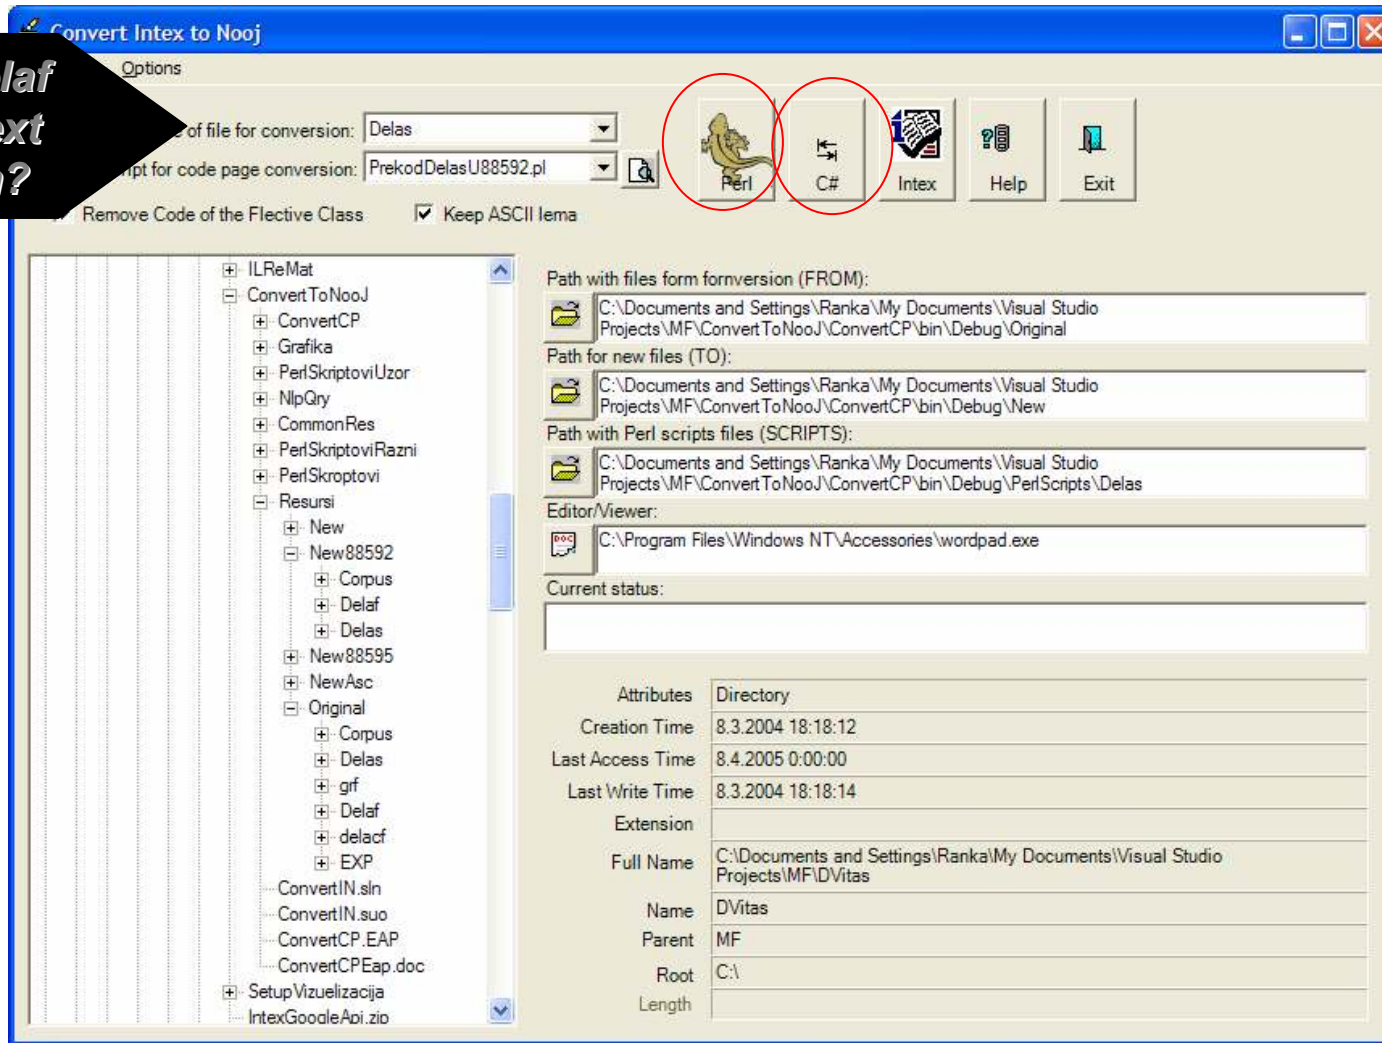 Convert Intex to Nooj
Options
of file for conversion: Delas
for code page conversion: PrekodDelasU88592.pl
Remove Code of the Flective Class
Keep ASCII lema
Perl
C#
Intex
Help
Exit
ILReMat
ConvertToNooJ
ConvertCP
Grafika
PerlSkriptoviUzor
NlpQry
CommonRes
PerlSkriptoviRazni
PerlSkroptovi
Resursi
New
New88592
Corpus
Delaf
Delas
New88595
NewAsc
Original
Corpus
Delas
grf
Delaf
delacf
EXP
ConvertIN.sln
ConvertIN.suo
ConvertCP.EAP
ConvertCPEap.doc
SetupVizuelizacija
IntexGoogleApi.zip
Path with files form fornversion (FROM):
C:\Documents and Settings\Ranka\My Documents\Visual Studio
Projects\MF\ConvertToNooJ\ConvertCP\bin\Debug\Original
Path for new files (TO):
C:\Documents and Settings\Ranka\My Documents\Visual Studio
Projects\MF\ConvertToNooJ\ConvertCP\bin\Debug\New
Path with Perl scripts files (SCRIPTS):
C:\Documents and Settings\Ranka\My Documents\Visual Studio
Projects\MF\ConvertToNooJ\ConvertCP\bin\Debug\PerlScripts\Delas
Editor/Viewer:
DOC
C:\Program Files\Windows NT\Accessories\wordpad.exe
Current status:
Attributes Directory
Creation Time 8.3.2004 18:18:12
Last Access Time 8.4.2005 0:00:00
Last Write Time 8.3.2004 18:18:14
Extension
Full Name C:\Documents and Settings\Ranka\My Documents\Visual Studio
Projects\MF\DVitas
Name DVitas
Parent MF
Root C:\
Length